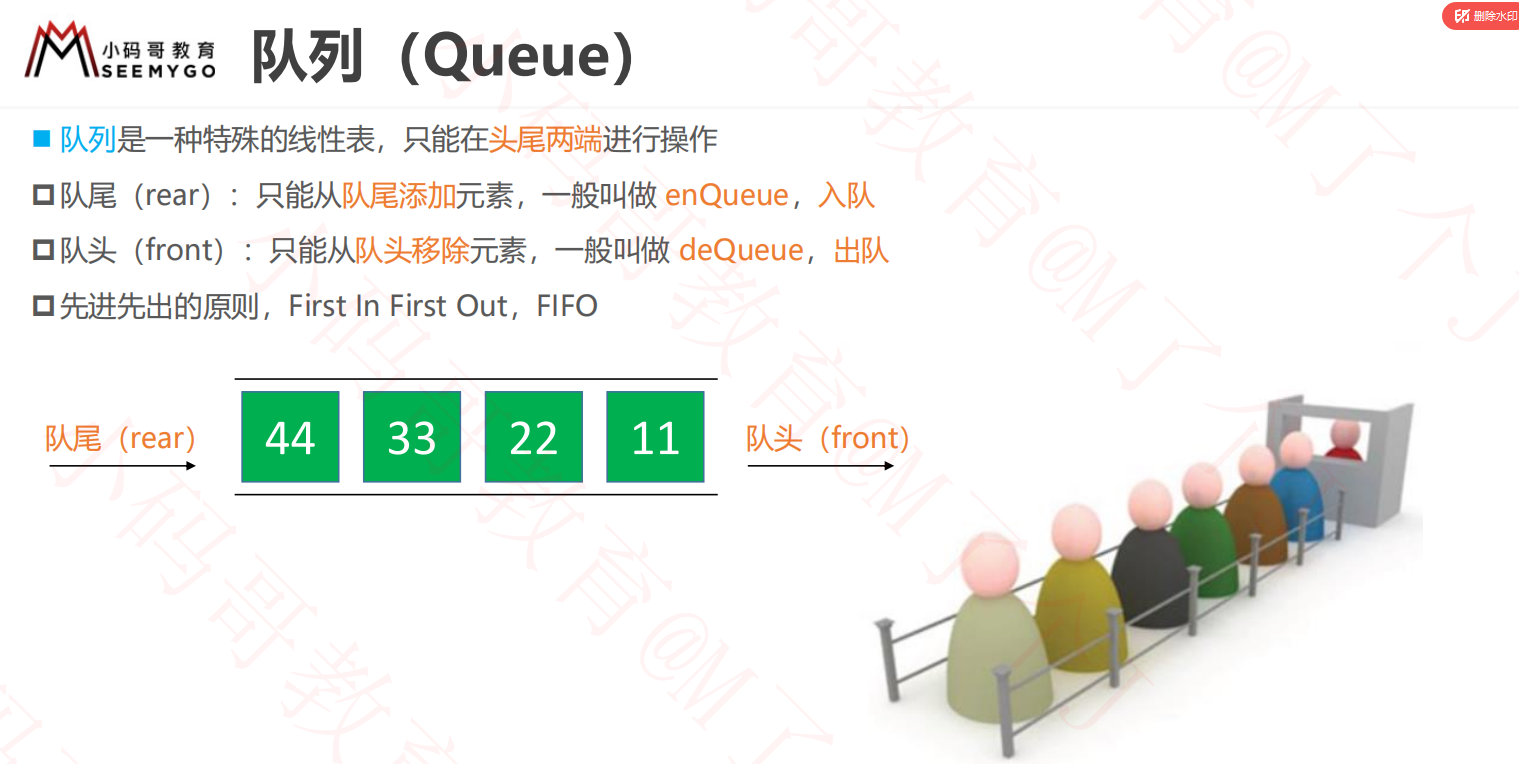 小码哥教育
SEEMYGO
队列（Queue）
删除水印
队列是一种特殊的线性表，只能在头尾两端进行操作
队尾（rear）：只能从队尾添加元素，一般叫做 enQueue，入队
队头（front）：只能从队头移除元素，一般叫做 deQueue，出队
先进先出的原则，First In First Out，FIFO
队尾（rear）
44 33 22 11
队头（front）
小码哥教育@M了个J
小码哥教育@M了个J
小码哥教育@M了个J